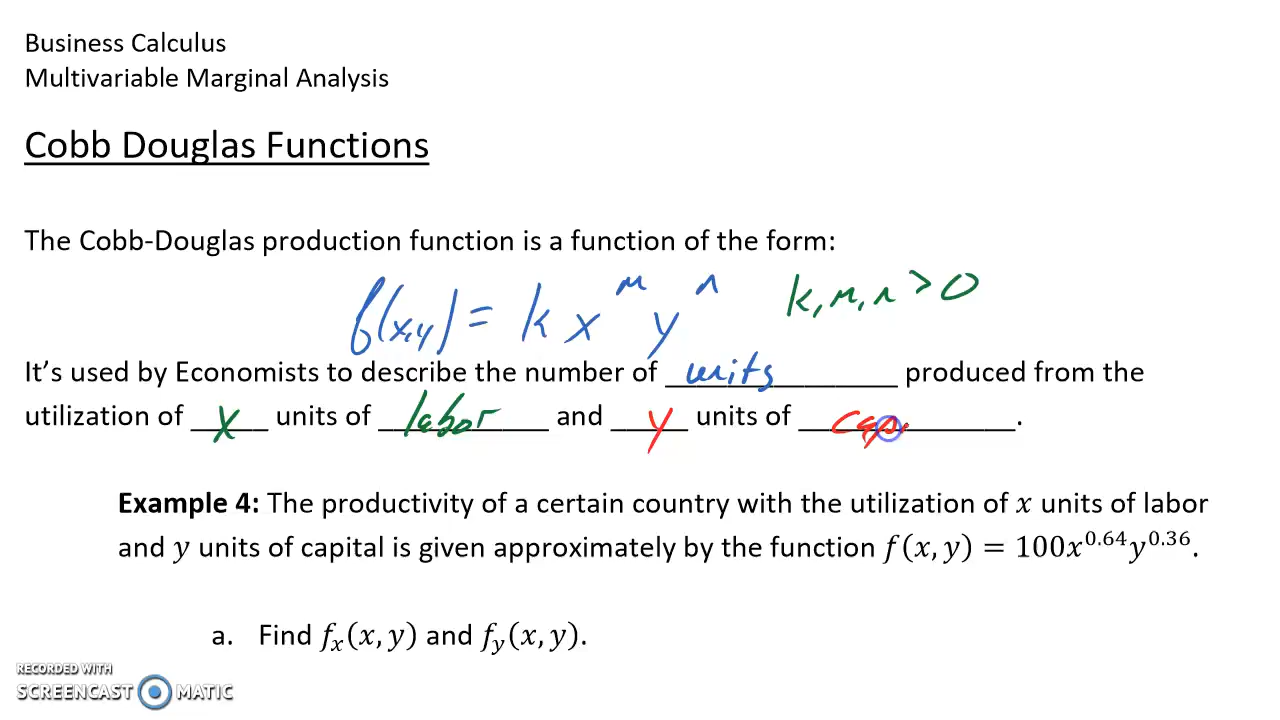 Business Calculus
Multivariable Marginal Analysis
Cobb Douglas Functions
The Cobb-Douglas production function is a function of the form:
f(x,y) = k x^m y^n    k, m, n > 0
It's used by Economists to describe the number of units produced from the
utilization of x units of labor and y units of cap.
Example 4: The productivity of a certain country with the utilization of x units of labor
and y units of capital is given approximately by the function f(x, y) = 100x^0.64 y^0.36.
a. Find f_x(x, y) and f_y(x, y).
RECORDED WITH
SCREENCAST MATIC